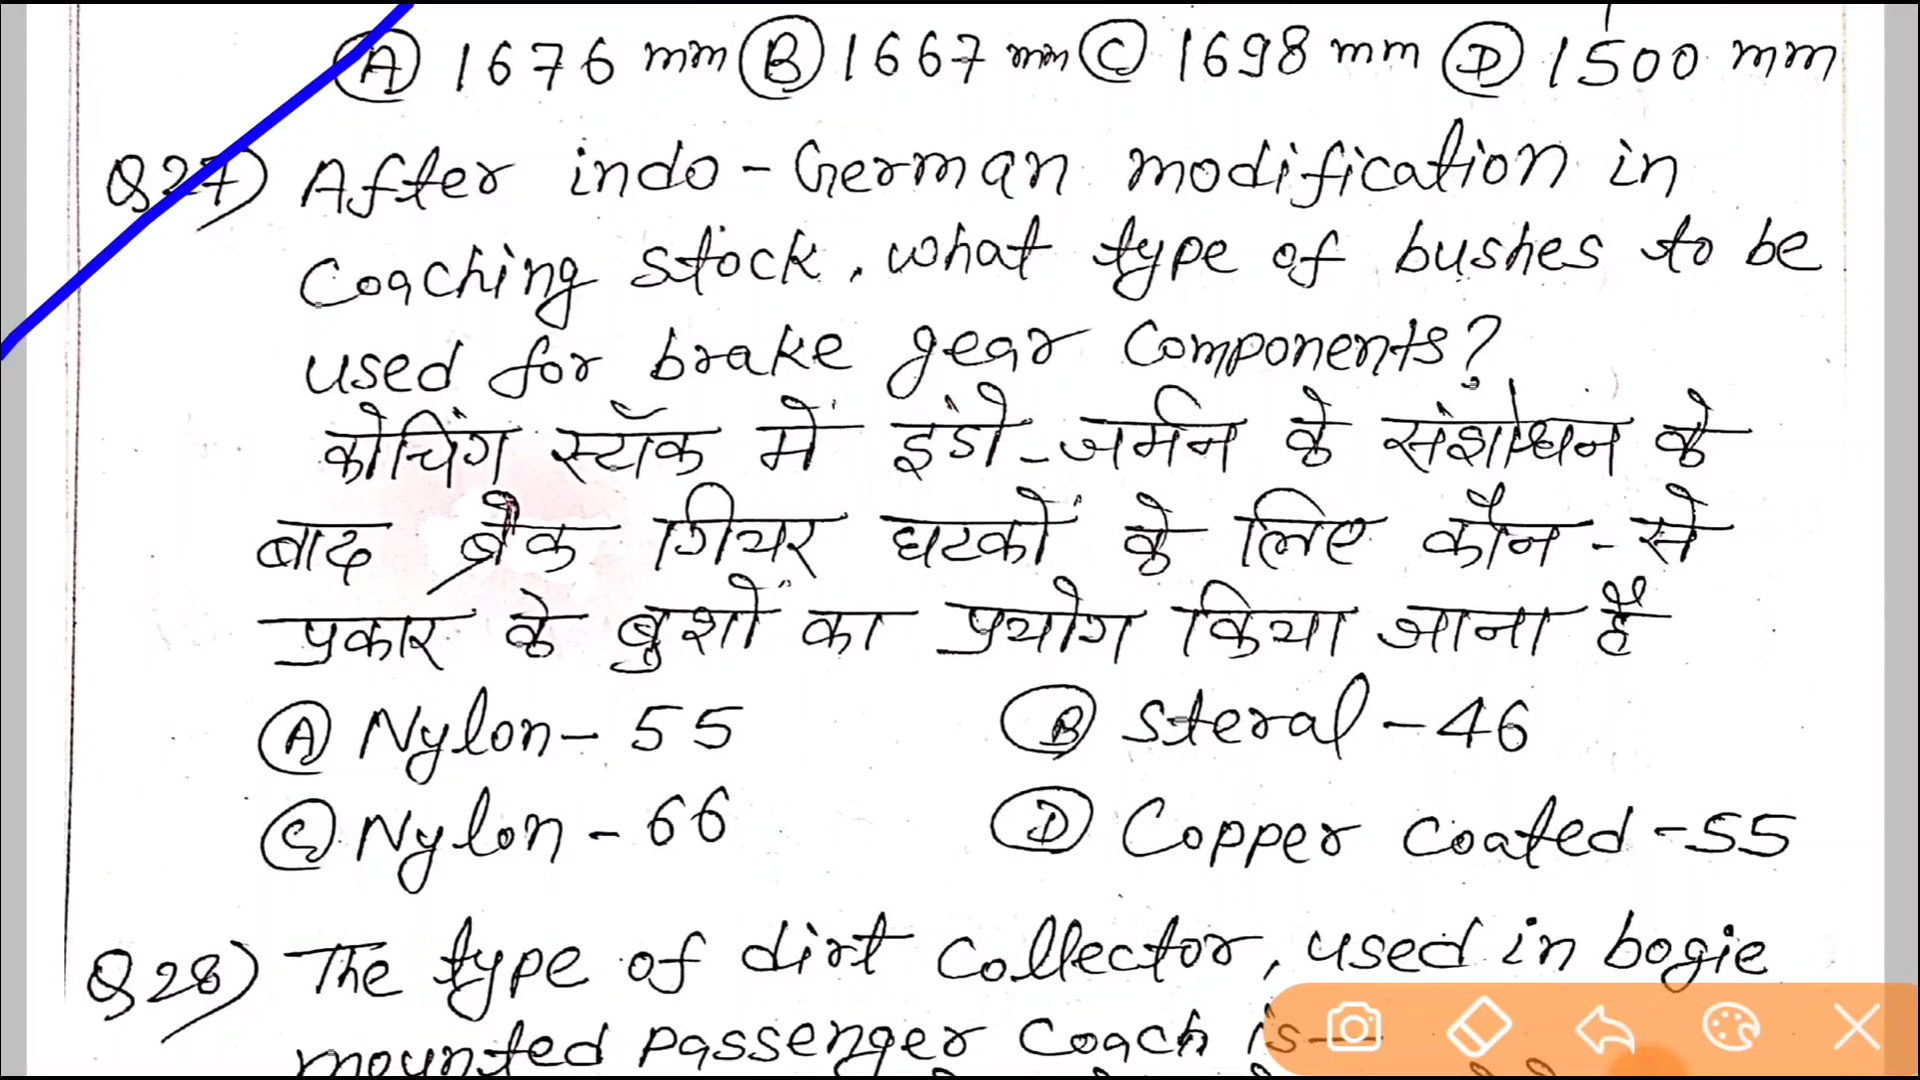 (A) 1676 mm (B) 1667 mm (C) 1698 mm (D) 1500 mm
Q27) After indo-German modification in
Coaching stock, what type of bushes to be
used for brake gear components?
कोचिंग स्टॉक में इंडो-जर्मन के संशोधन के
बाद ब्रेक गियर घटकों के लिए कौन-से
प्रकार के बुशों का प्रयोग किया जाना है
(A) Nylon-55 (B) Steral-46
(C) Nylon-66 (D) Copper coated-55
Q28) The type of dirt collector, used in bogie
mounted passenger coach is-